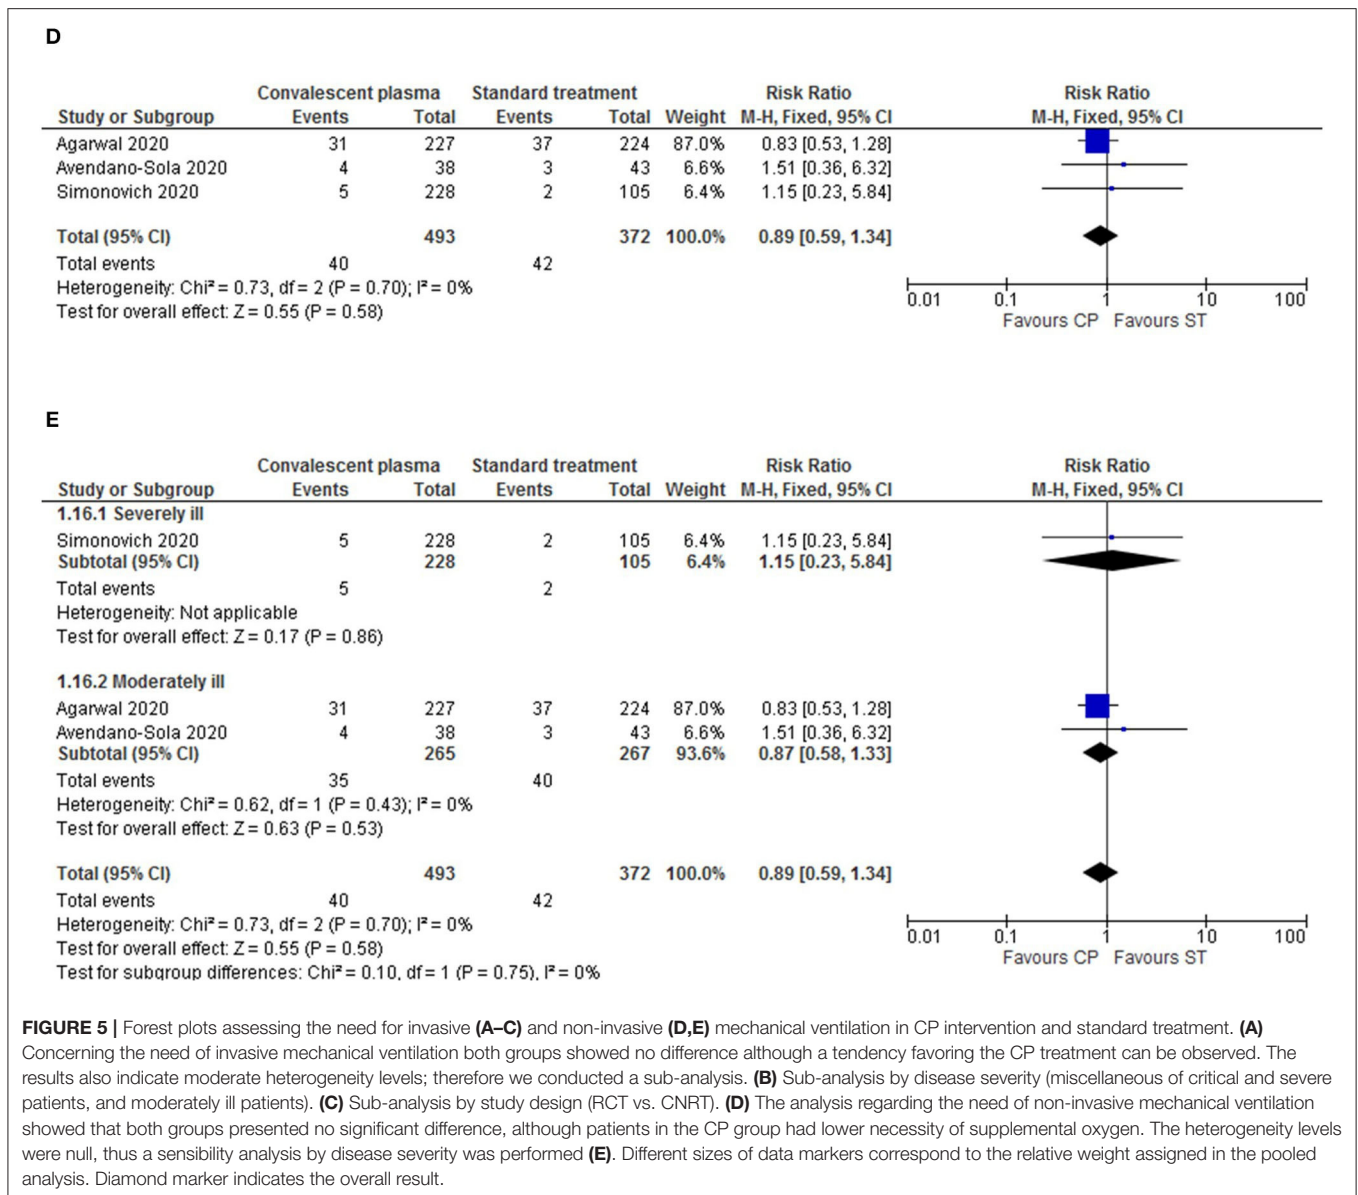 D
Convalescent plasma Standard treatment Risk Ratio Risk Ratio
Study or Subgroup Events Total Events Total Weight M-H, Fixed, 95% CI M-H, Fixed, 95% CI
Agarwal 2020 31 227 37 224 87.0% 0.83 [0.53, 1.28]
Avendano-Sola 2020 4 38 3 43 6.6% 1.51 [0.36, 6.32]
Simonovich 2020 5 228 2 105 6.4% 1.15 [0.23, 5.84]
Total (95% CI) 493 372 100.0% 0.89 [0.59, 1.34]
Total events 40 42
Heterogeneity: Chi² = 0.73, df = 2 (P = 0.70); I² = 0%
Test for overall effect: Z = 0.55 (P = 0.58)
0.01 0.1 1 10 100
Favours CP Favours ST
E
Convalescent plasma Standard treatment Risk Ratio Risk Ratio
Study or Subgroup Events Total Events Total Weight M-H, Fixed, 95% CI M-H, Fixed, 95% CI
1.16.1 Severely ill
Simonovich 2020 5 228 2 105 6.4% 1.15 [0.23, 5.84]
Subtotal (95% CI) 228 105 6.4% 1.15 [0.23, 5.84]
Total events 5 2
Heterogeneity: Not applicable
Test for overall effect: Z = 0.17 (P = 0.86)
1.16.2 Moderately ill
Agarwal 2020 31 227 37 224 87.0% 0.83 [0.53, 1.28]
Avendano-Sola 2020 4 38 3 43 6.6% 1.51 [0.36, 6.32]
Subtotal (95% CI) 265 267 93.6% 0.87 [0.58, 1.33]
Total events 35 40
Heterogeneity: Chi² = 0.62, df = 1 (P = 0.43); I² = 0%
Test for overall effect: Z = 0.63 (P = 0.53)
Total (95% CI) 493 372 100.0% 0.89 [0.59, 1.34]
Total events 40 42
Heterogeneity: Chi² = 0.73, df = 2 (P = 0.70); I² = 0%
Test for overall effect: Z = 0.55 (P = 0.58)
Test for subgroup differences: Chi² = 0.10, df = 1 (P = 0.75), I² = 0%
0.01 0.1 1 10 100
Favours CP Favours ST
FIGURE 5 | Forest plots assessing the need for invasive (A–C) and non-invasive (D,E) mechanical ventilation in CP intervention and standard treatment. (A)
Concerning the need of invasive mechanical ventilation both groups showed no difference although a tendency favoring the CP treatment can be observed. The
results also indicate moderate heterogeneity levels; therefore we conducted a sub-analysis. (B) Sub-analysis by disease severity (miscellaneous of critical and severe
patients, and moderately ill patients). (C) Sub-analysis by study design (RCT vs. CNRT). (D) The analysis regarding the need of non-invasive mechanical ventilation
showed that both groups presented no significant difference, although patients in the CP group had lower necessity of supplemental oxygen. The heterogeneity levels
were null, thus a sensibility analysis by disease severity was performed (E). Different sizes of data markers correspond to the relative weight assigned in the pooled
analysis. Diamond marker indicates the overall result.